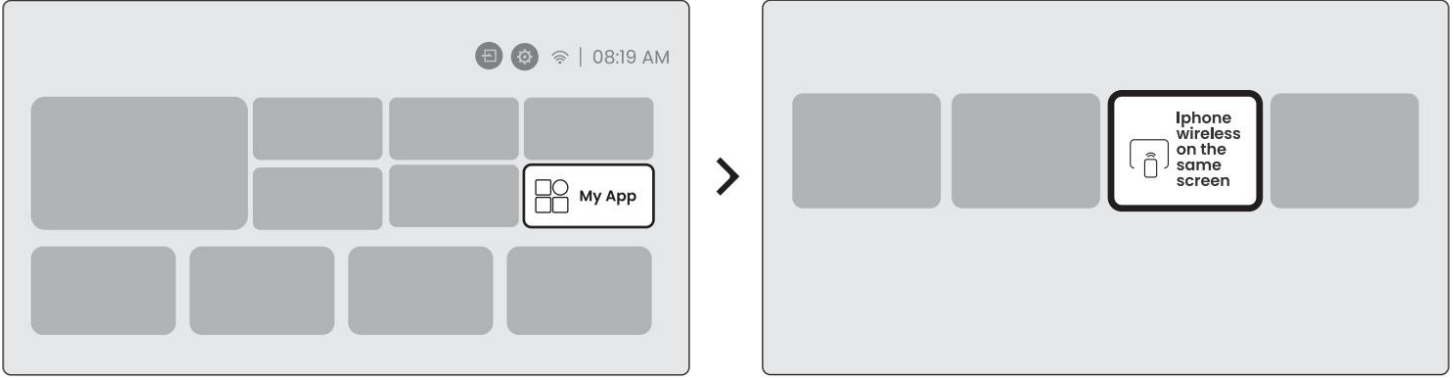 08:19 AM
My App
Iphone
wireless
on the
same
screen